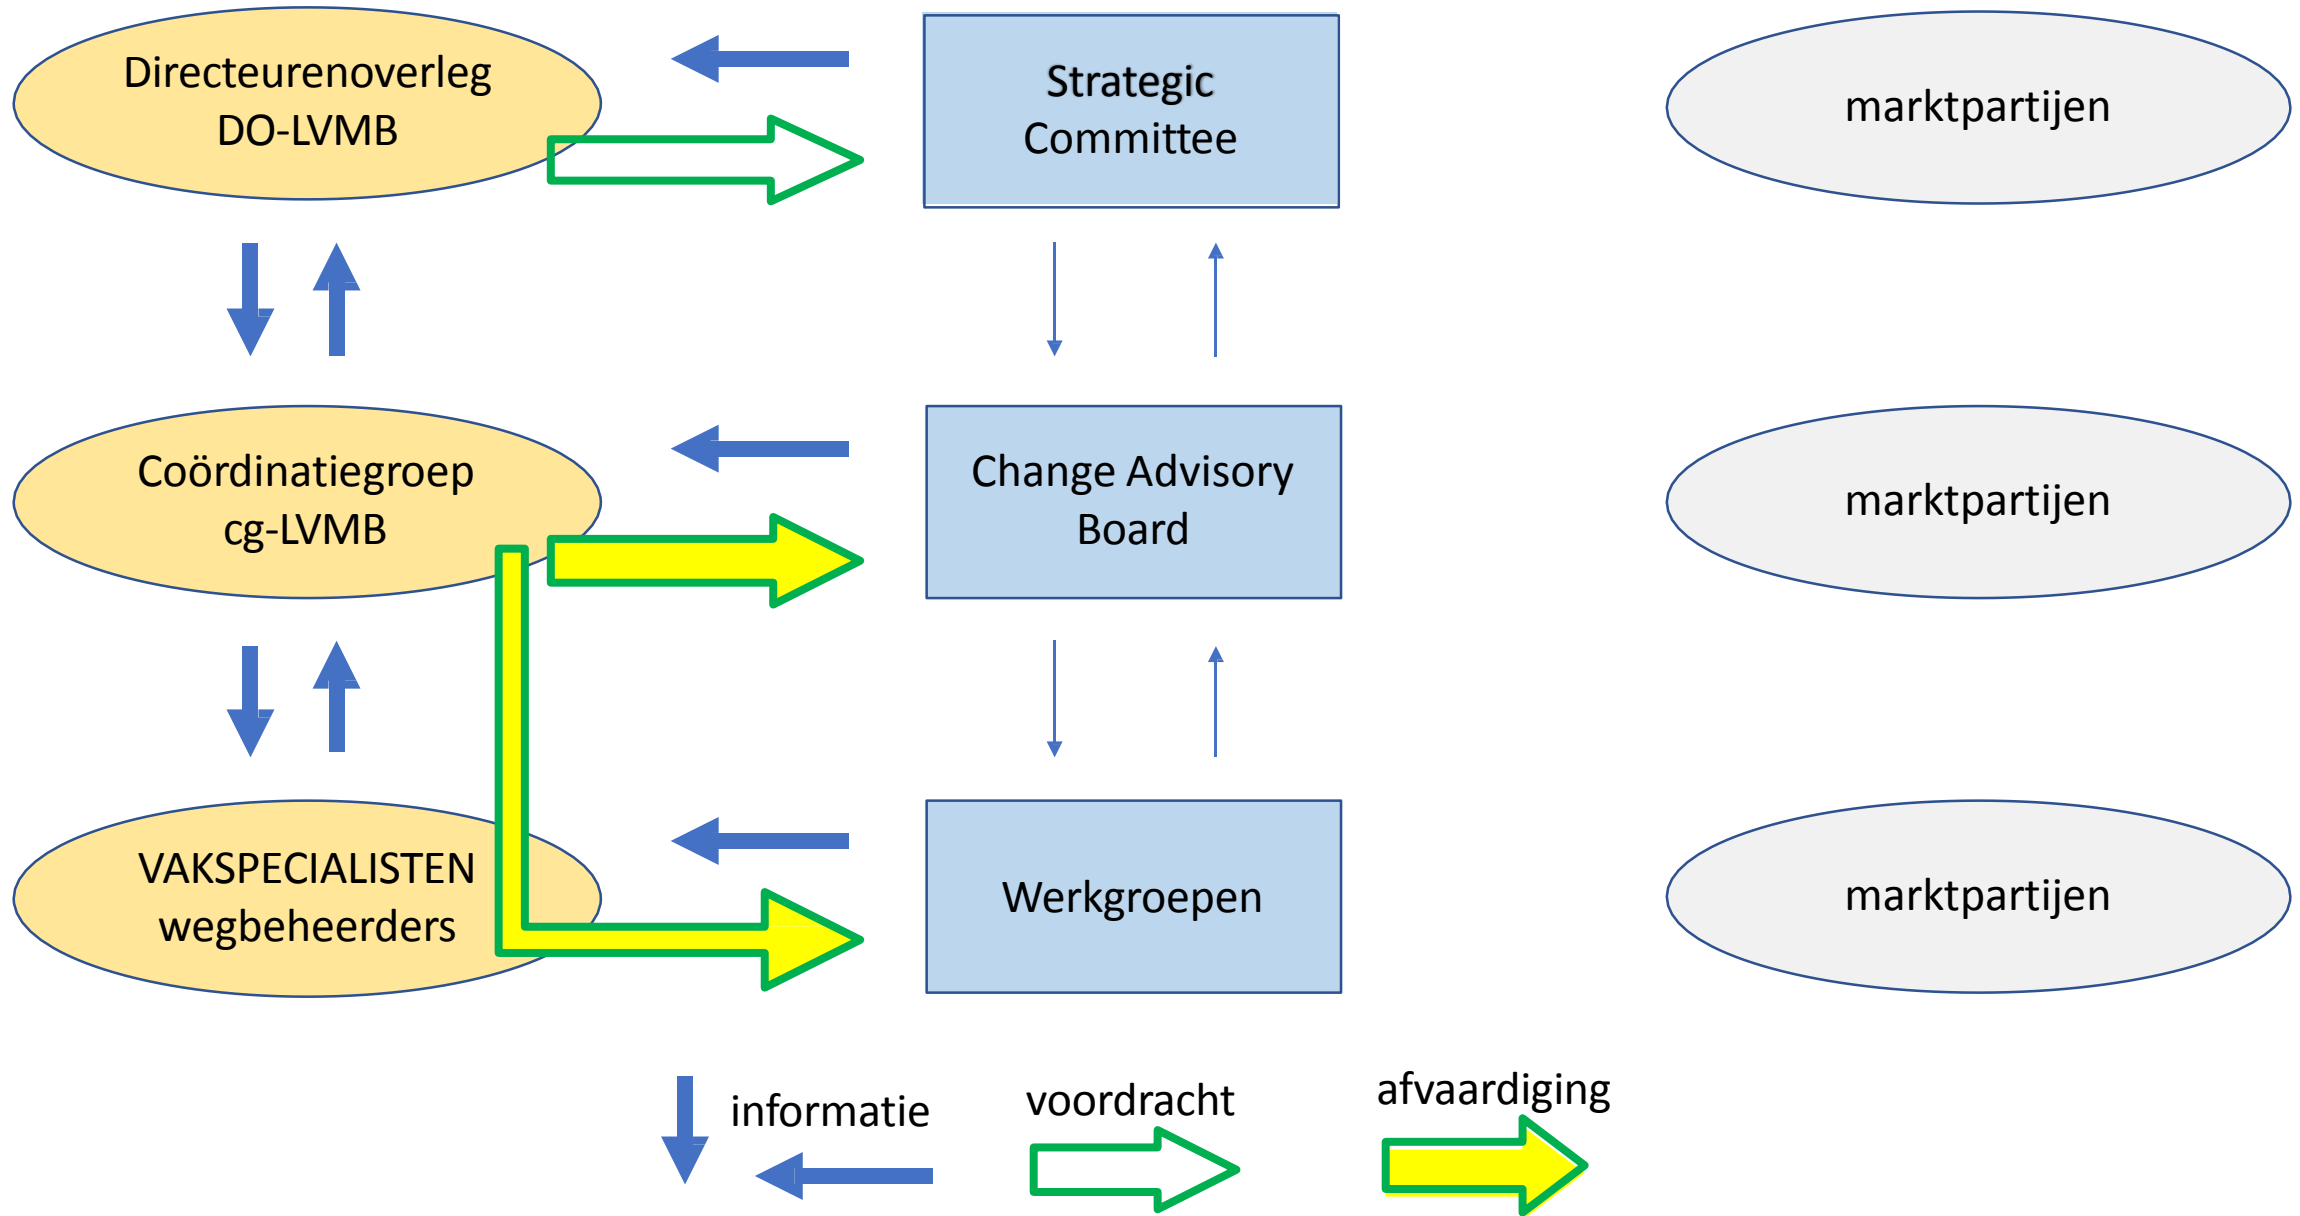 Directeurenoverleg
DO-LVMB
Strategic
Committee
marktpartijen
Coördinatiegroep
cg-LVMB
Change Advisory
Board
marktpartijen
VAKSPECIALISTEN
wegbeheerders
Werkgroepen
marktpartijen
informatie
voordracht
afvaardiging